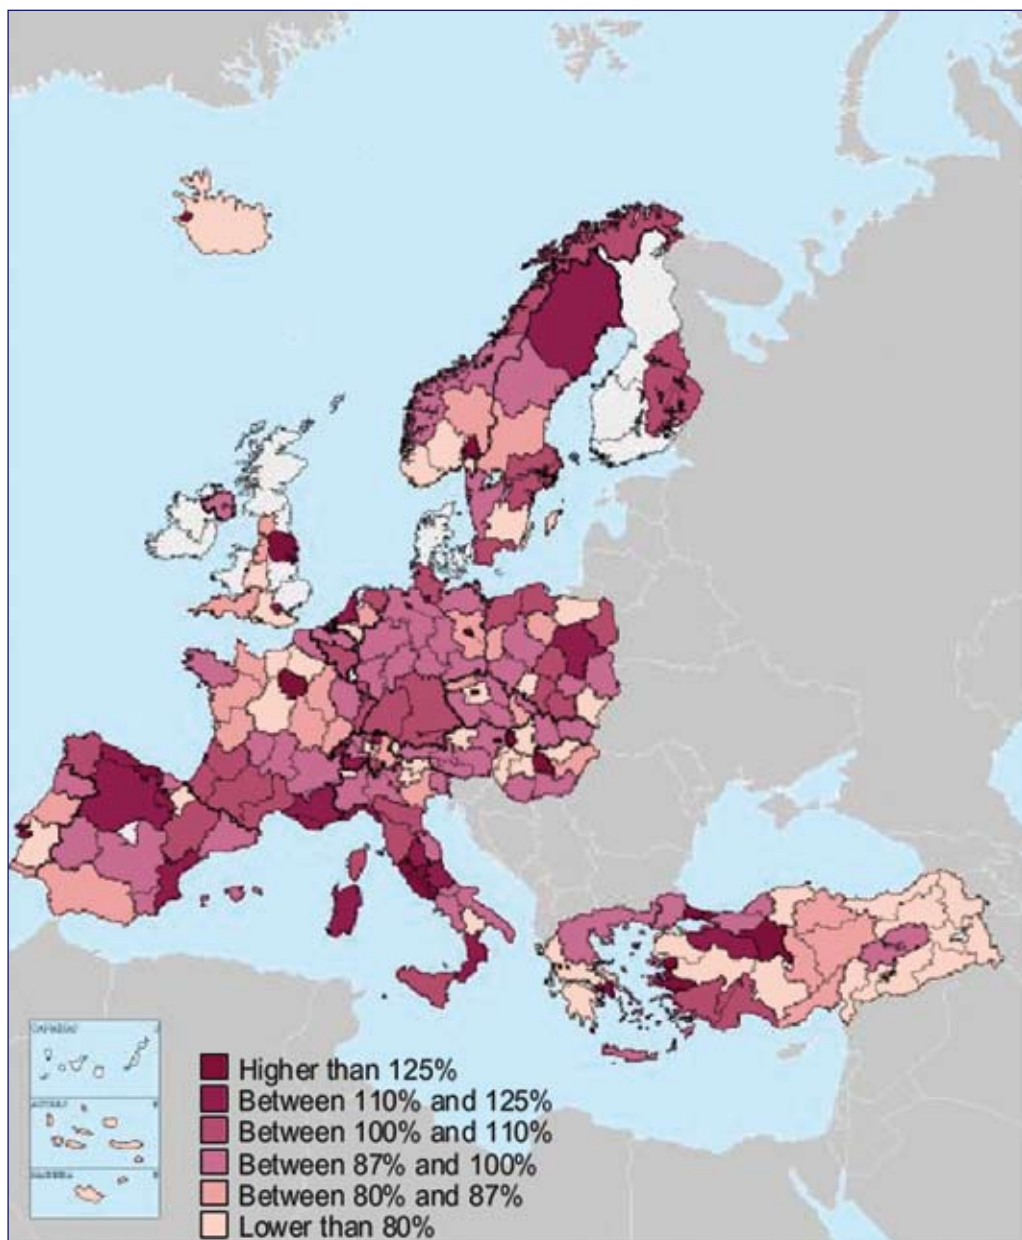 Higher than 125%
Between 110% and 125%
Between 100% and 110%
Between 87% and 100%
Between 80% and 87%
Lower than 80%